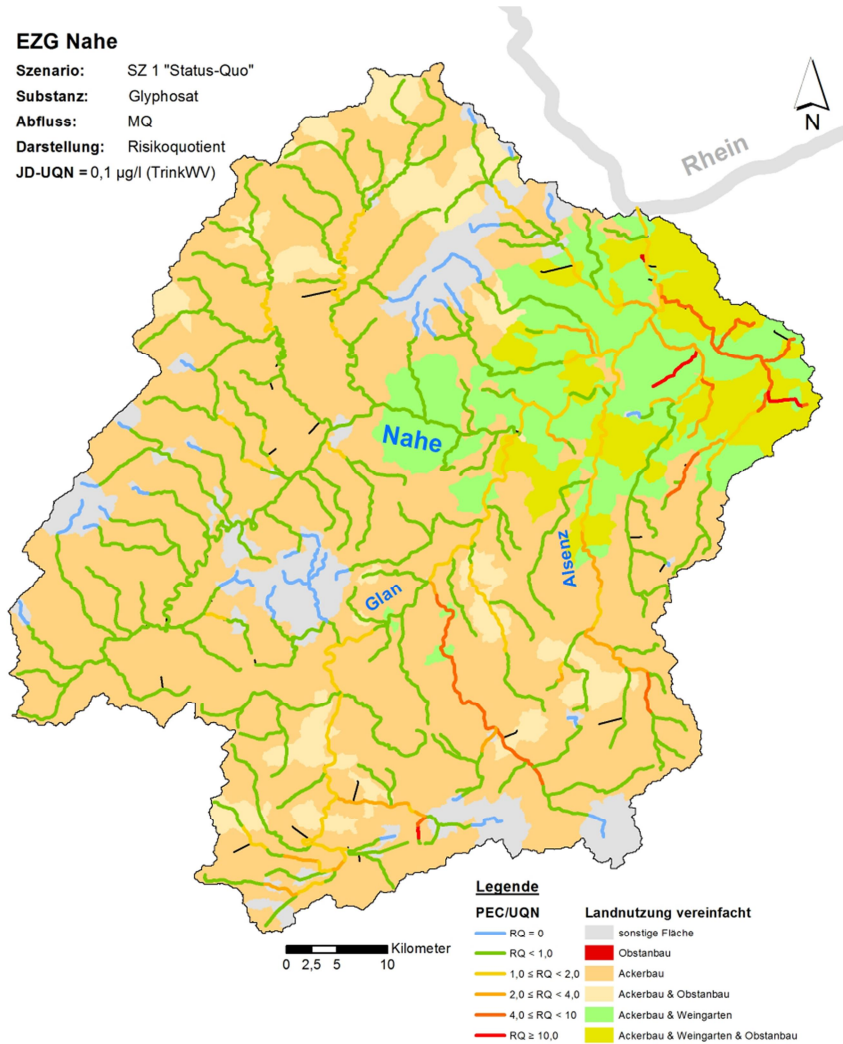 EZG Nahe
Szenario: SZ 1 "Status-Quo"
Substanz: Glyphosat
Abfluss: MQ
Darstellung: Risikoquotient
JD-UQN = 0,1 µg/l (TrinkWV)
N
Rhein
Nahe
Alsenz
Glan
Legende
PEC/UQN Landnutzung vereinfacht
RQ = 0 sonstige Fläche
RQ < 1,0 Obstanbau
1,0 ≤ RQ < 2,0 Ackerbau
2,0 ≤ RQ < 4,0 Ackerbau & Obstanbau
4,0 ≤ RQ < 10 Ackerbau & Weingarten
RQ ≥ 10,0 Ackerbau & Weingarten & Obstanbau
Kilometer
0 2,5 5 10